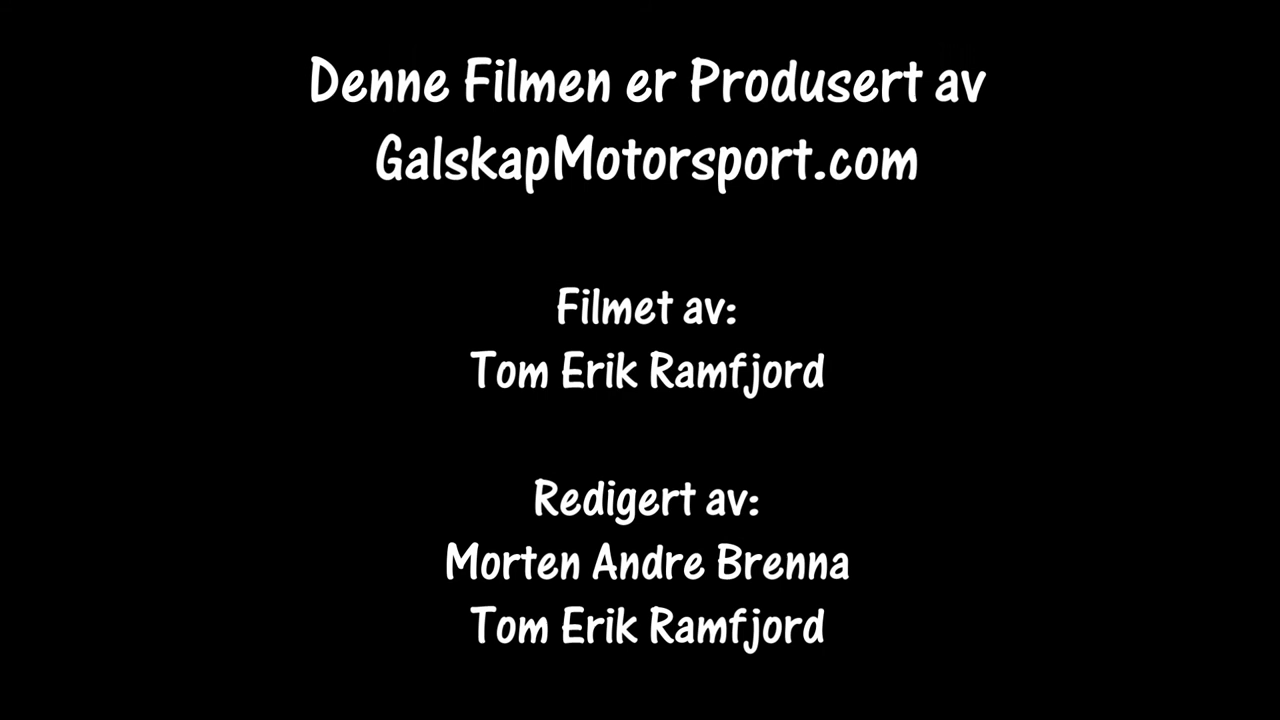 Denne Filmen er Produsert av
GalskapMotorsport.com
Filmet av:
Tom Erik Ramfjord
Redigert av:
Morten Andre Brenna
Tom Erik Ramfjord